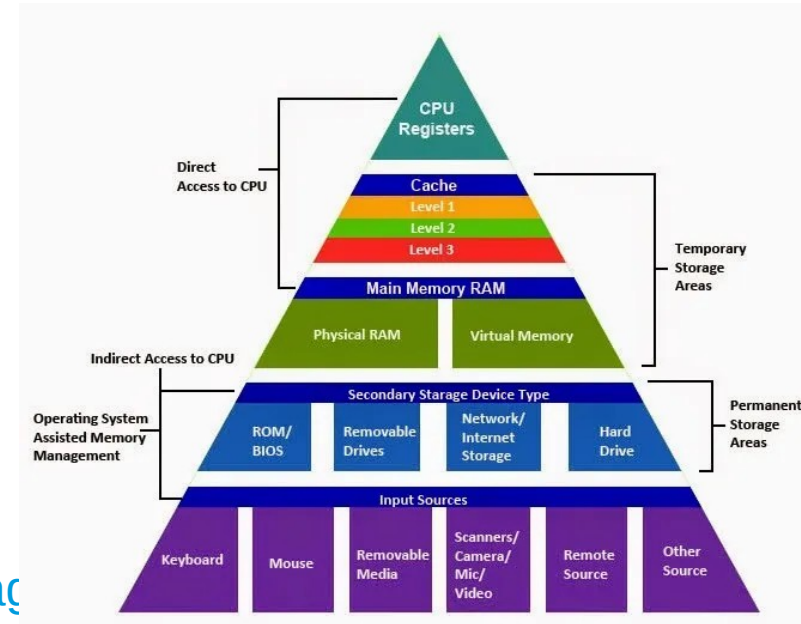 CPU
Registers
Direct
Access to CPU
Cache
Level 1
Level 2
Level 3
Temporary
Storage
Areas
Main Memory RAM
Physical RAM
Virtual Memory
Indirect Access to CPU
Secondary Starage Device Type
Operating System
Assisted Memory
Management
ROM/
BIOS
Removable
Drives
Network/
Internet
Storage
Hard
Drive
Permanent
Storage
Areas
Input Sources
Keyboard
Mouse
Removable
Media
Scanners/
Camera/
Mic/
Video
Remote
Source
Other
Source